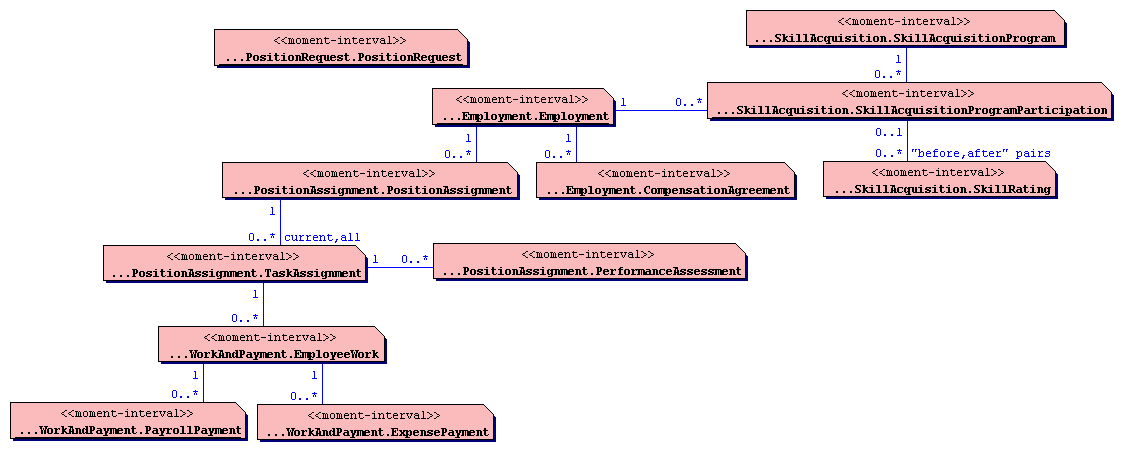 <<moment-interval>>
...SkillAcquisition.SkillAcquisitionProgram
<<moment-interval>>
...PositionRequest.PositionRequest
1
0..*
<<moment-interval>>
...SkillAcquisition.SkillAcquisitionProgramParticipation
<<moment-interval>>
...Employment.Employment
1 0..*
0..1
0..* "before,after" pairs
1
0..*
1
0..*
<<moment-interval>>
...SkillAcquisition.SkillRating
<<moment-interval>>
...PositionAssignment.PositionAssignment
<<moment-interval>>
...Employment.CompensationAgreement
1
0..* current,all
<<moment-interval>>
...PositionAssignment.TaskAssignment
1 0..*
<<moment-interval>>
...PositionAssignment.PerformanceAssessment
1
0..*
<<moment-interval>>
...WorkAndPayment.EmployeeWork
1
0..*
1
0..*
<<moment-interval>>
...WorkAndPayment.PayrollPayment
<<moment-interval>>
...WorkAndPayment.ExpensePayment